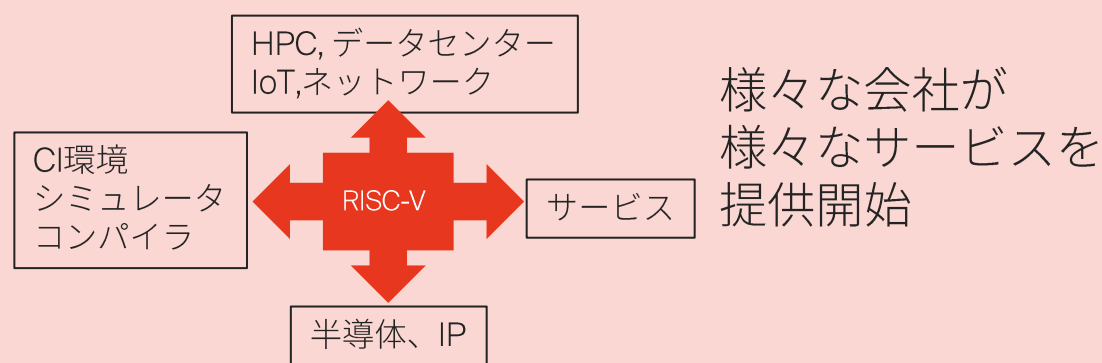 HPC, データセンター
IoT,ネットワーク
CI環境
シミュレータ
コンパイラ
RISC-V
サービス
半導体、IP
様々な会社が
様々なサービスを
提供開始